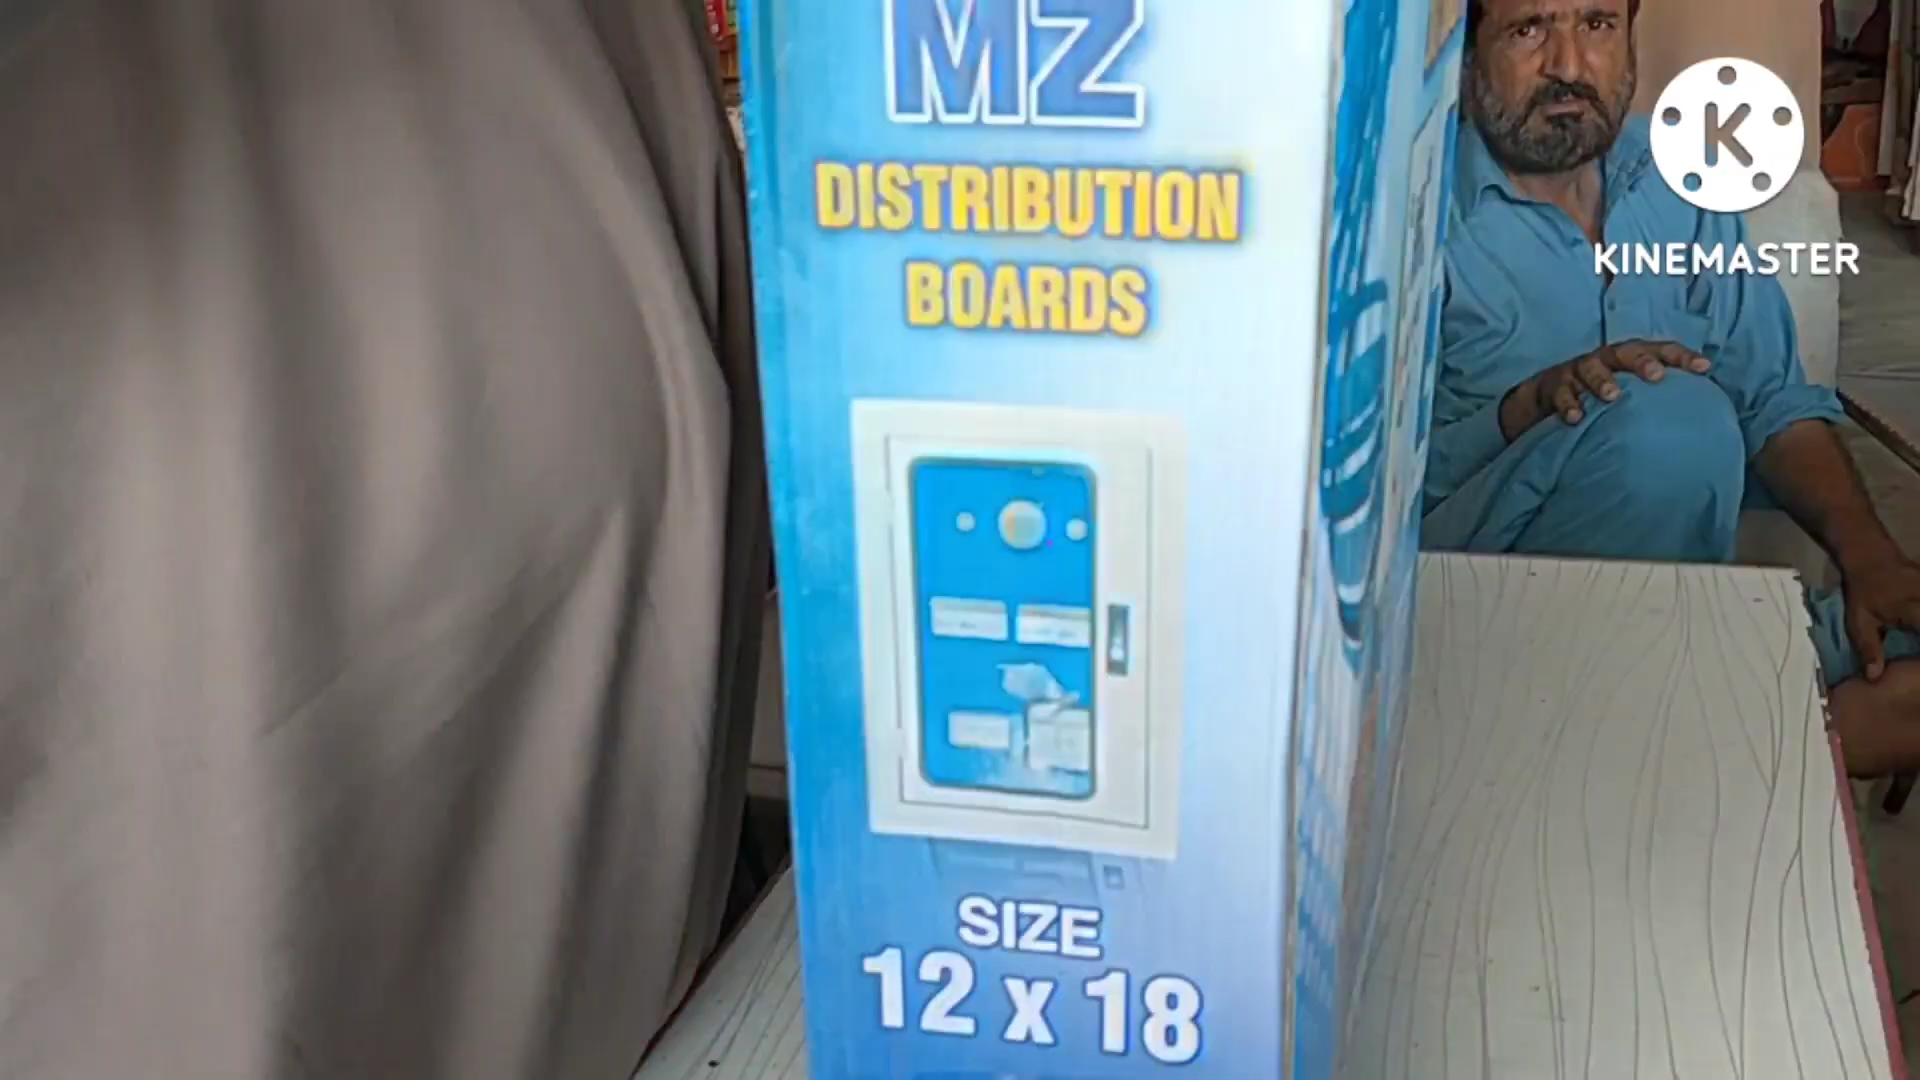 MZ
DISTRIBUTION
BOARDS
SIZE
12 x 18
K
KINEMASTER